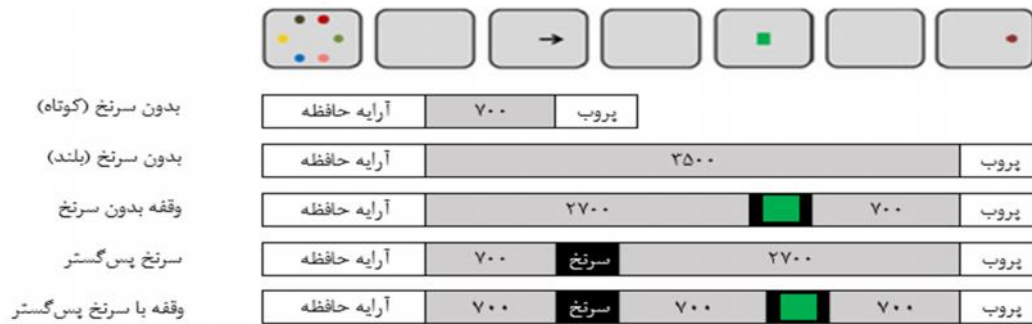 بدون سرنخ (کوتاه) آرایه حافظه ۷۰۰ پروب
بدون سرنخ (بلند) آرایه حافظه ۳۵۰۰ پروب
وقفه بدون سرنخ آرایه حافظه ۲۷۰۰ ۷۰۰ پروب
سرنخ پس‌گستر آرایه حافظه ۷۰۰ سرنخ ۲۷۰۰ پروب
وقفه با سرنخ پس‌گستر آرایه حافظه ۷۰۰ سرنخ ۷۰۰ ۷۰۰ پروب